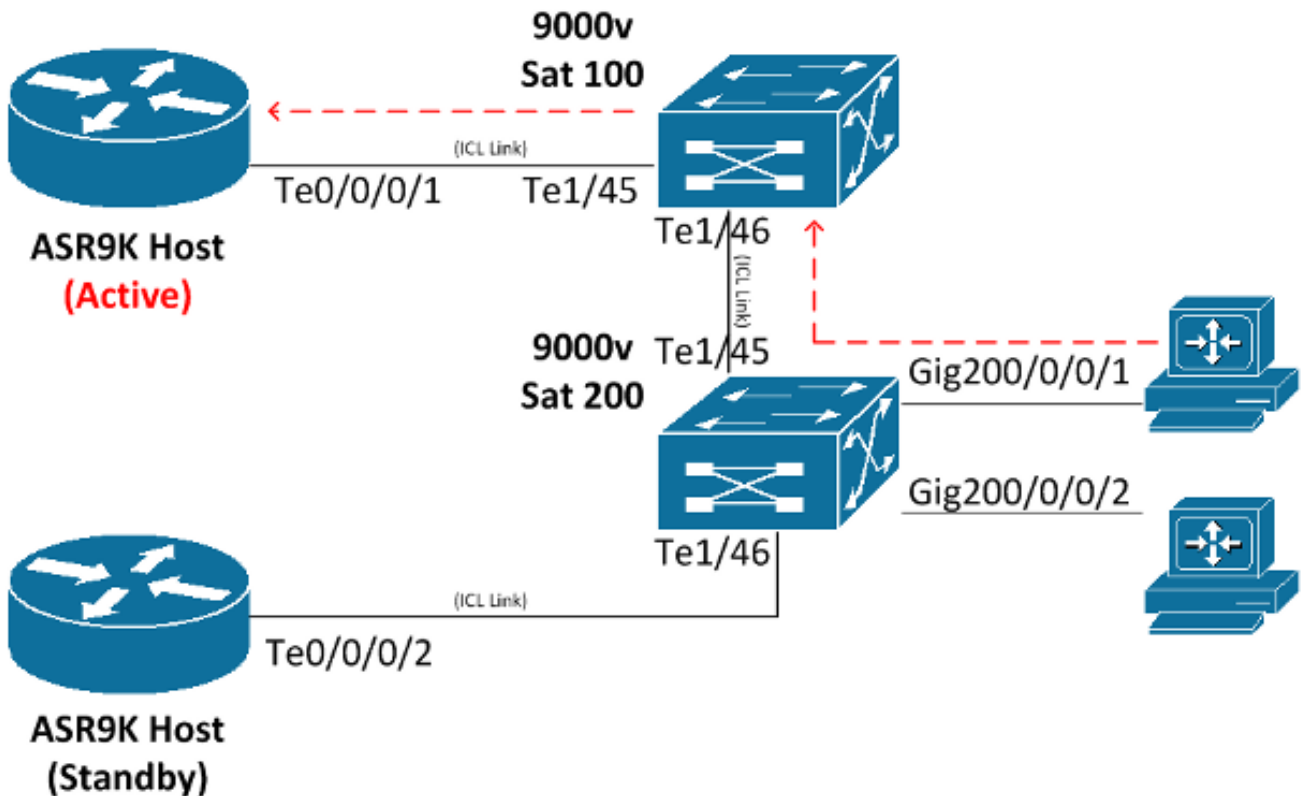 9000v
Sat 100
(ICL Link)
Te0/0/0/1
Te1/45
Te1/46
ASR9K Host
(Active)
(ICL Link)
9000v
Sat 200
Te1/45
Gig200/0/0/1
Gig200/0/0/2
Te1/46
(ICL Link)
Te0/0/0/2
ASR9K Host
(Standby)